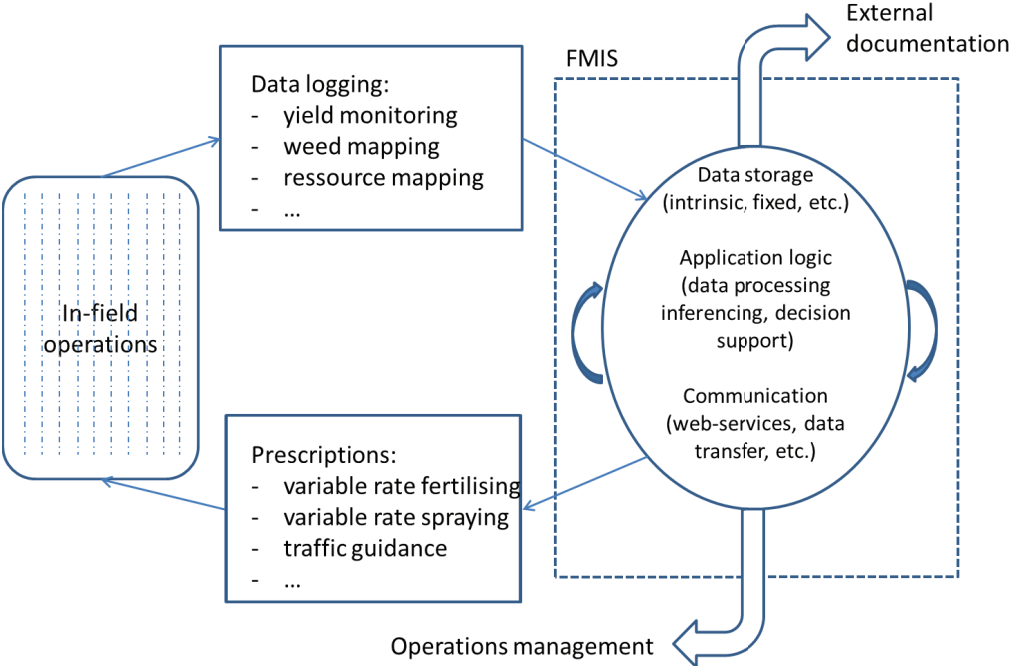 External
documentation
FMIS
Data logging:
- yield monitoring
- weed mapping
- ressource mapping
- ...
Data storage
(intrinsic, fixed, etc.)
Application logic
(data processing
inferencing, decision
support)
Communication
(web-services, data
transfer, etc.)
In-field
operations
Prescriptions:
- variable rate fertilising
- variable rate spraying
- traffic guidance
- ...
Operations management